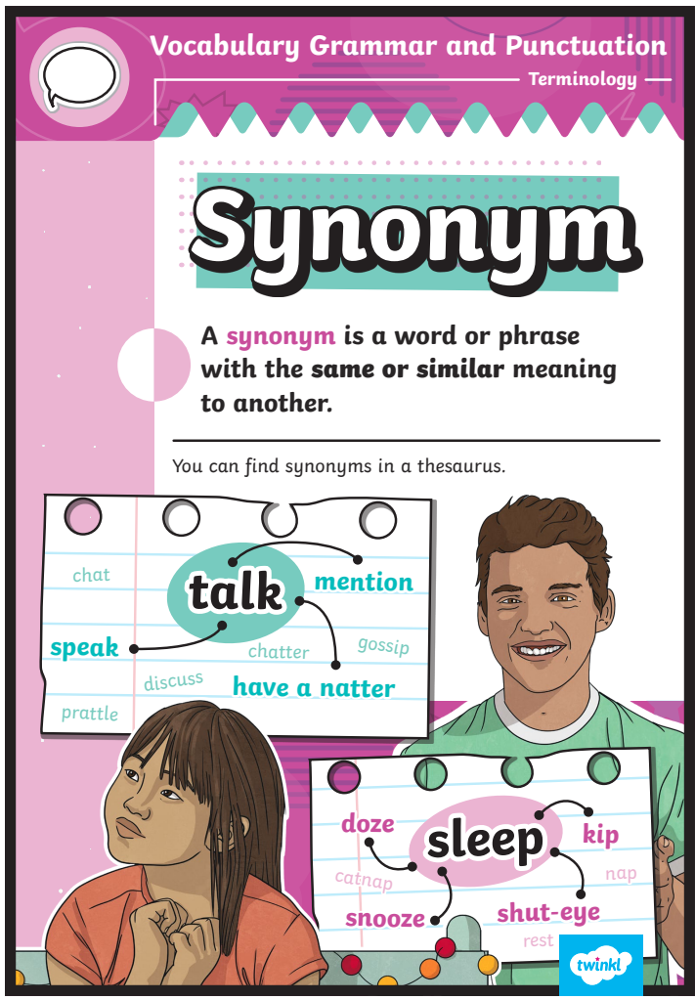 Vocabulary Grammar and Punctuation
Terminology
Synonym
A synonym is a word or phrase
with the same or similar meaning
to another.
You can find synonyms in a thesaurus.
chat
talk
mention
speak
chatter
gossip
discuss
have a natter
prattle
doze
sleep
kip
catnap
nap
snooze
shut-eye
rest
twinkl